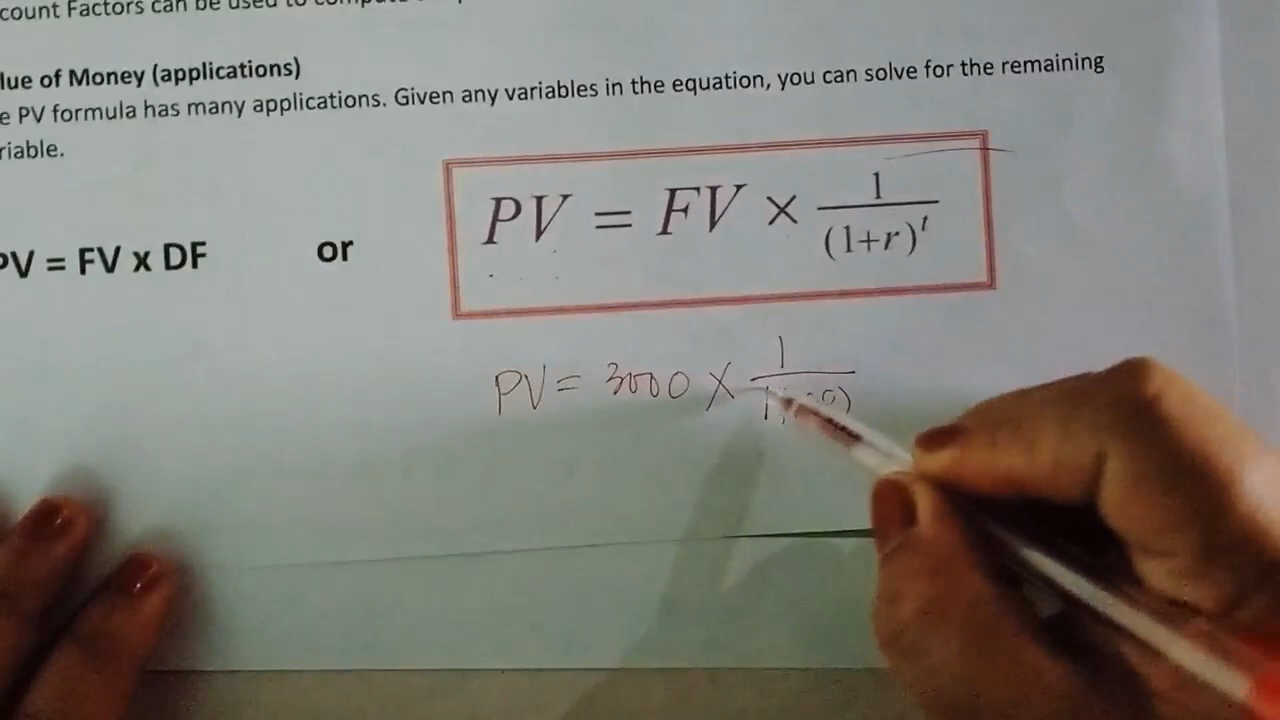 count Factors can be used to
lue of Money (applications)
e PV formula has many applications. Given any variables in the equation, you can solve for the remaining
riable.
PV = FV x DF or PV = FV × 1/(1+r)^t
PV = 3000 × 1/